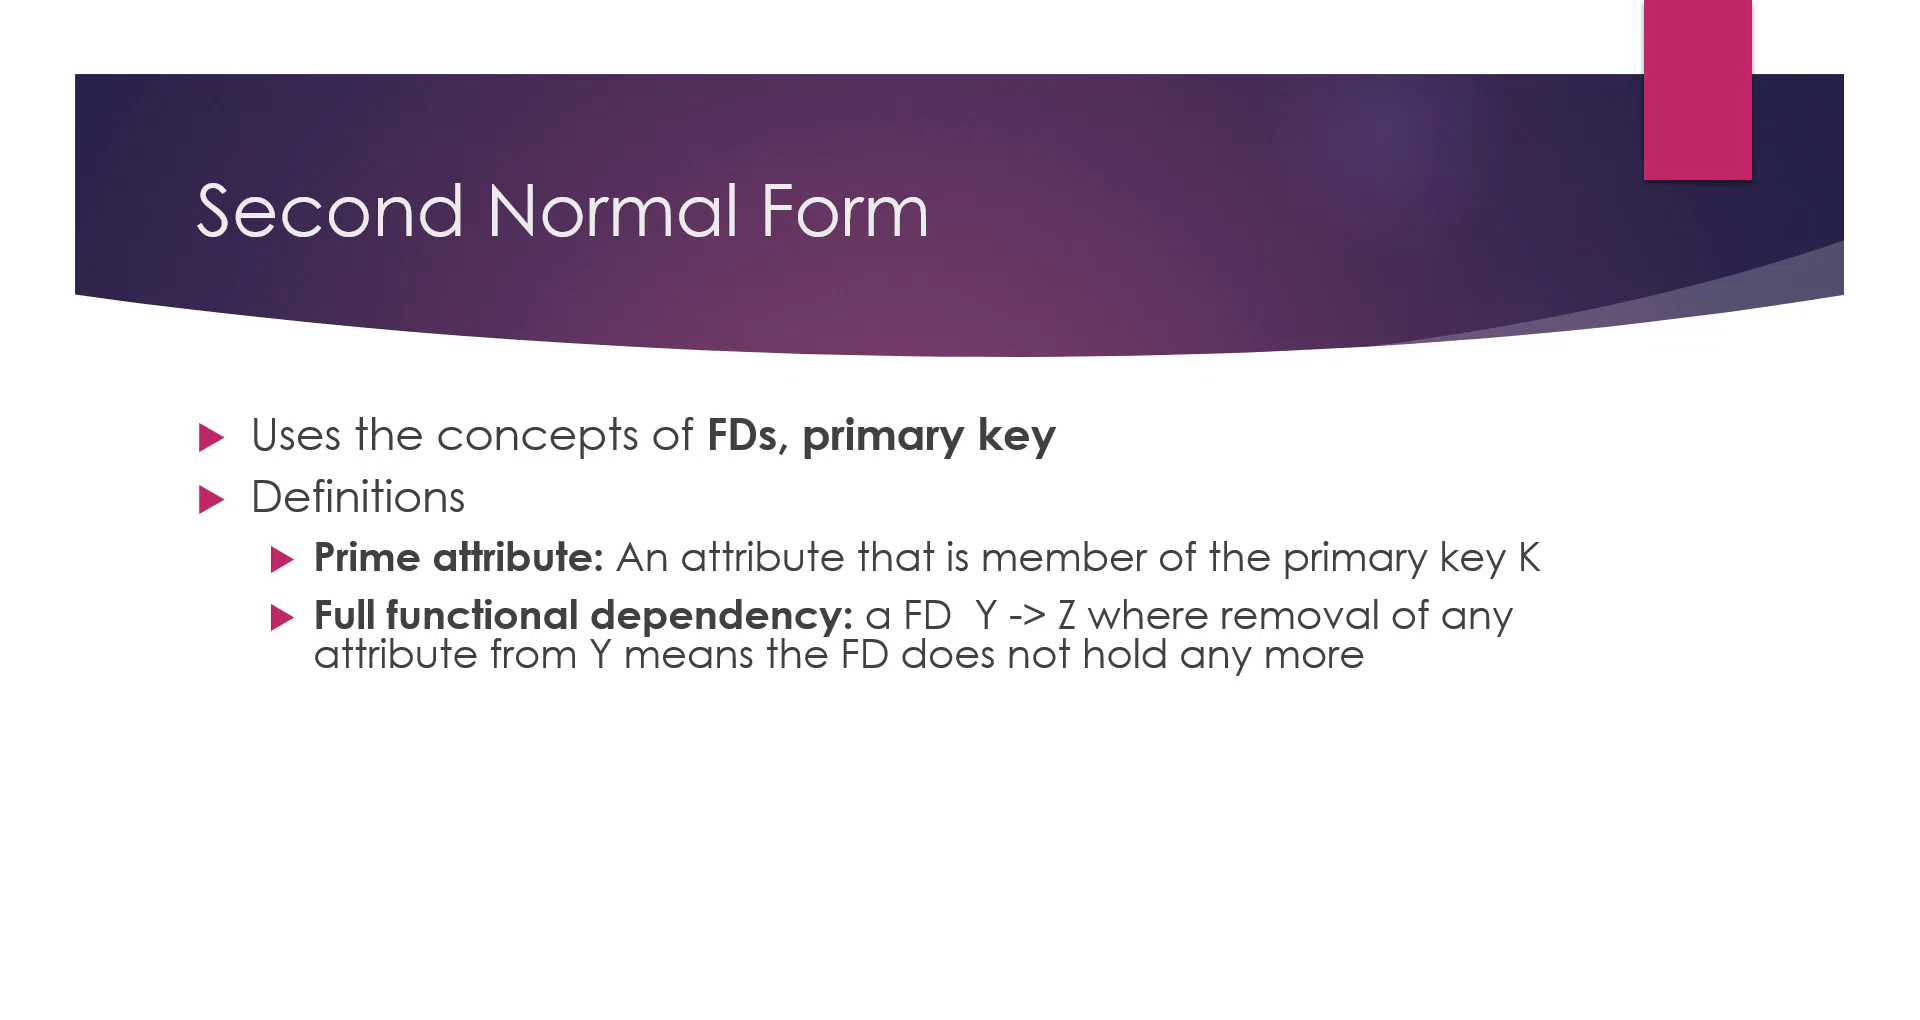 Second Normal Form
Uses the concepts of FDs, primary key
Definitions
Prime attribute: An attribute that is member of the primary key K
Full functional dependency: a FD  Y -> Z where removal of any
attribute from Y means the FD does not hold any more